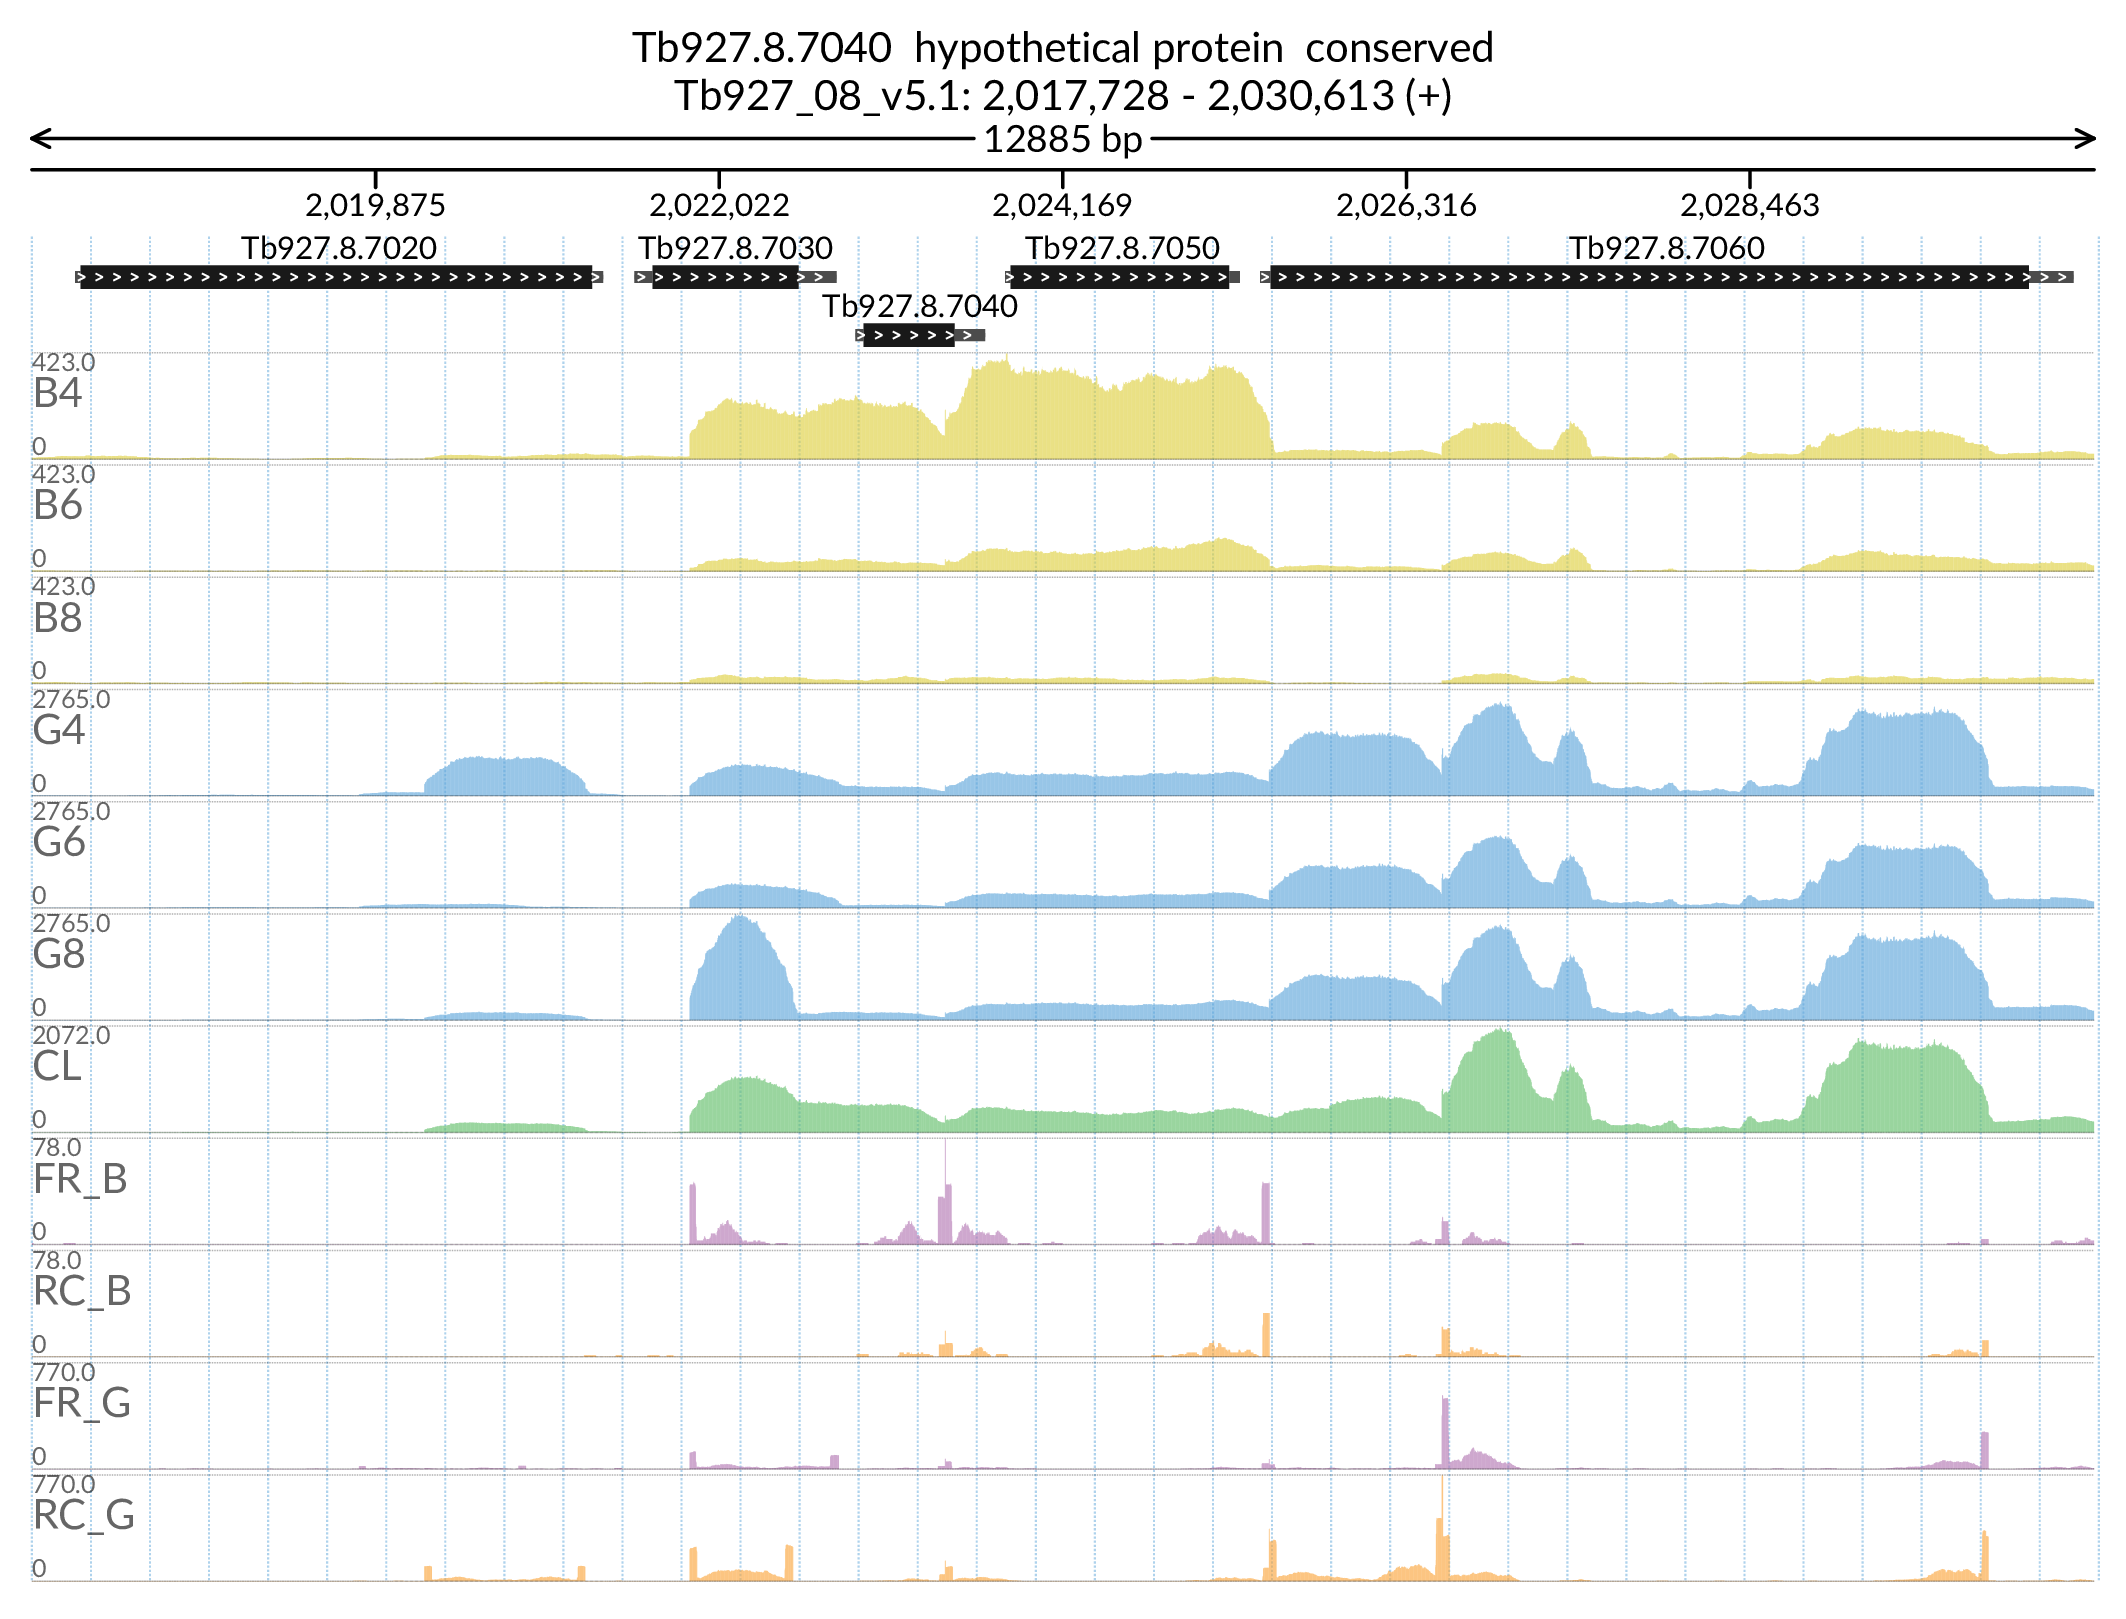 Tb927.8.7040 hypothetical protein conserved
Tb927_08_v5.1: 2,017,728 - 2,030,613 (+)
12885 bp
2,019,875 2,022,022 2,024,169 2,026,316 2,028,463
Tb927.8.7020 Tb927.8.7030 Tb927.8.7050 Tb927.8.7060
Tb927.8.7040
423.0
B4
0
423.0
B6
0
423.0
B8
0
2765.0
G4
0
2765.0
G6
0
2765.0
G8
0
2072.0
CL
0
78.0
FR_B
0
78.0
RC_B
0
770.0
FR_G
0
770.0
RC_G
0